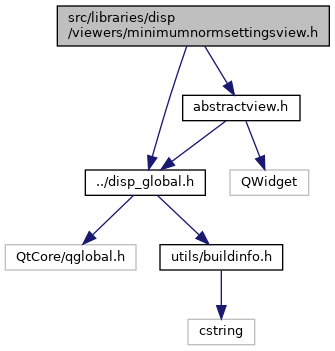 src/libraries/disp
/viewers/minimumnormsettingsview.h
abstractview.h
../disp_global.h
QWidget
QtCore/qglobal.h
utils/buildinfo.h
cstring